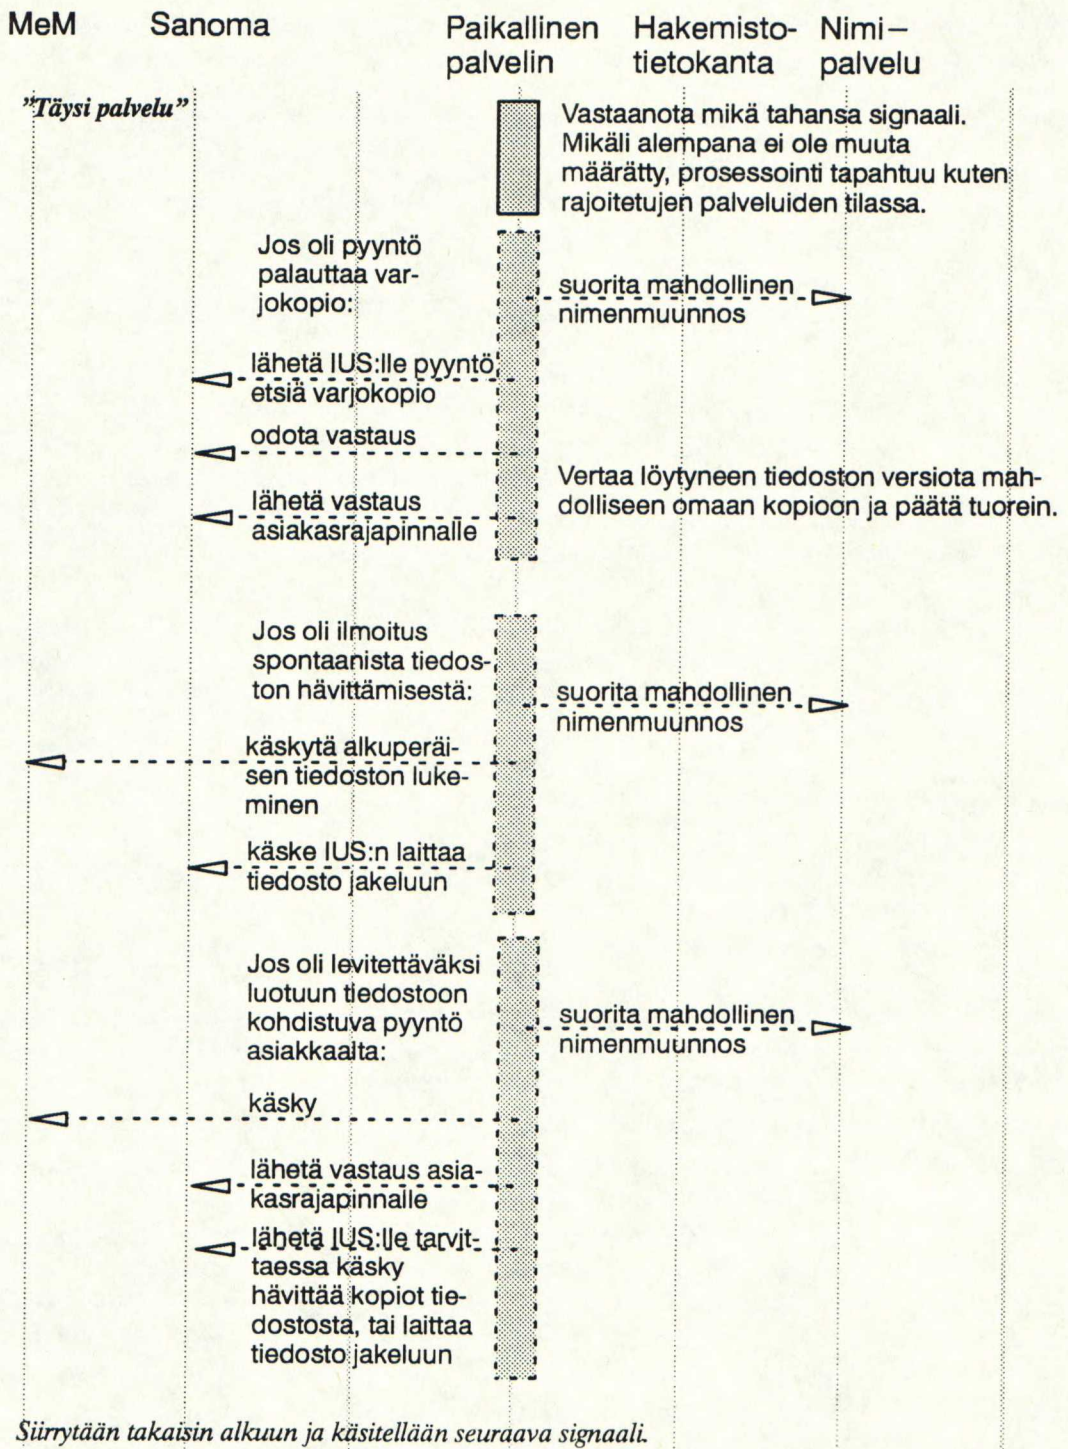 MeM Sanoma Paikallinen Hakemisto- Nimi–
palvelin tietokanta palvelu
"Täysi palvelu"
Vastaanota mikä tahansa signaali.
Mikäli alempana ei ole muuta
määrätty, prosessointi tapahtuu kuten
rajoitetujen palveluiden tilassa.
Jos oli pyyntö
palauttaa var-
jokopio:
suorita mahdollinen
nimenmuunnos
lähetä IUS:lle pyyntö
etsiä varjokopio
odota vastaus
Vertaa löytyneen tiedoston versiota mah-
dolliseen omaan kopioon ja päätä tuorein.
lähetä vastaus
asiakasrajapinnalle
Jos oli ilmoitus
spontaanista tiedos-
ton hävittämisestä:
suorita mahdollinen
nimenmuunnos
käskytä alkuperäi-
sen tiedoston luke-
minen
käske IUS:n laittaa
tiedosto jakeluun
Jos oli levitettäväksi
luotuun tiedostoon
kohdistuva pyyntö
asiakkaalta:
suorita mahdollinen
nimenmuunnos
käsky
lähetä vastaus asia-
kasrajapinnalle
lähetä IUS:lle tarvit-
taessa käsky
hävittää kopiot tie-
dostosta, tai laittaa
tiedosto jakeluun
Siirrytään takaisin alkuun ja käsitellään seuraava signaali.